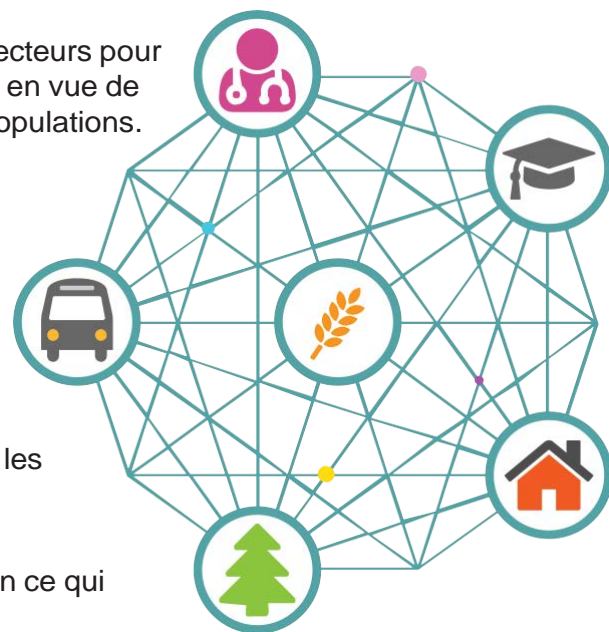 ecteurs pour
en vue de
opulations.
les
n ce qui